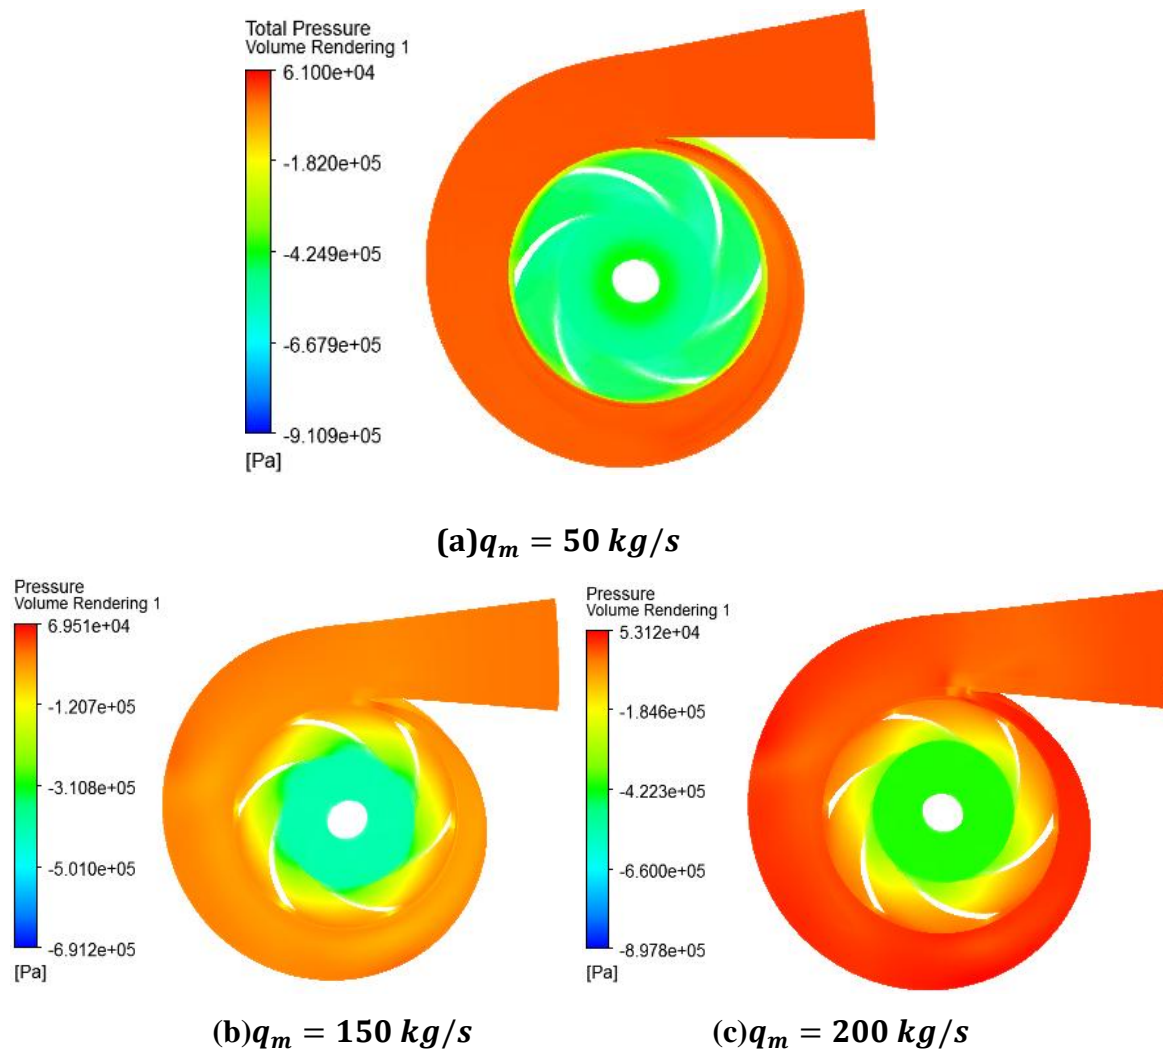 Total Pressure
Volume Rendering 1
6.100e+04
-1.820e+05
-4.249e+05
-6.679e+05
-9.109e+05
[Pa]
(a)q_m = 50 kg/s
Pressure
Volume Rendering 1
6.951e+04
-1.207e+05
-3.108e+05
-5.010e+05
-6.912e+05
[Pa]
(b)q_m = 150 kg/s
Pressure
Volume Rendering 1
5.312e+04
-1.846e+05
-4.223e+05
-6.600e+05
-8.978e+05
[Pa]
(c)q_m = 200 kg/s